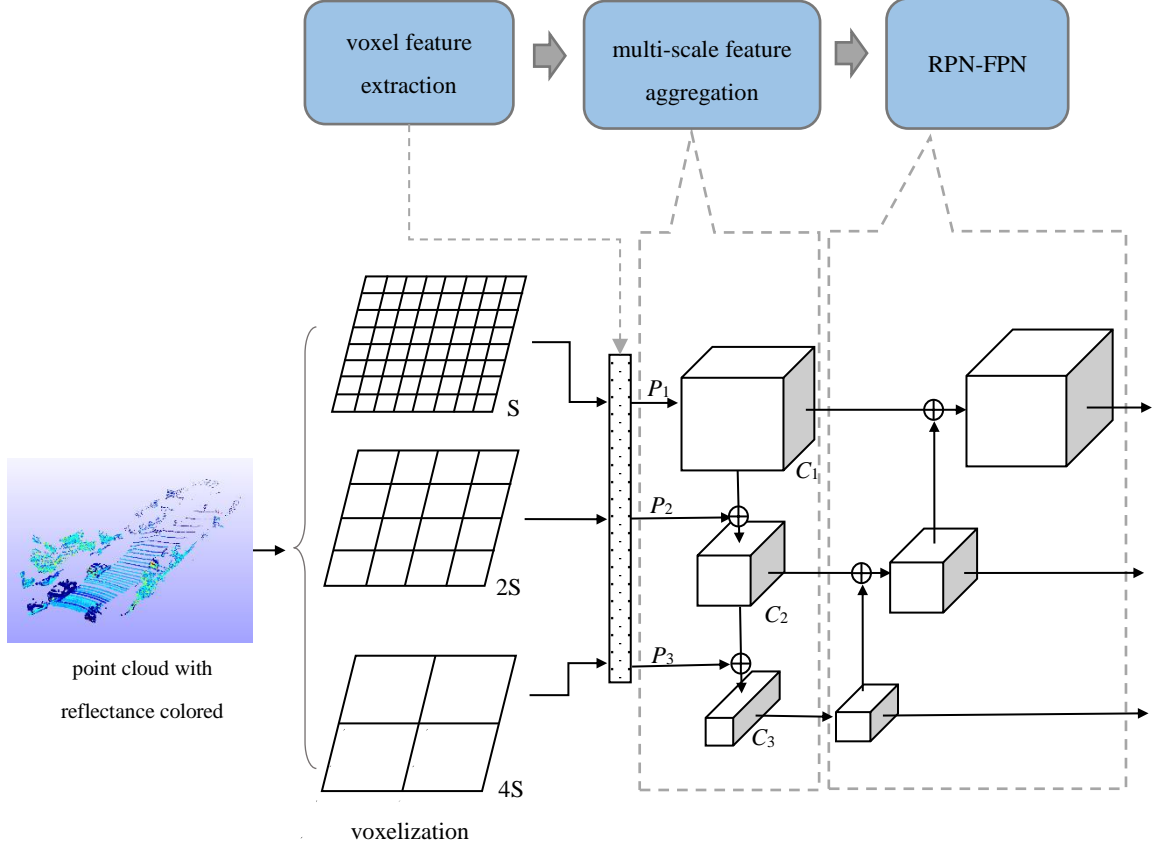 voxel feature
extraction
multi-scale feature
aggregation
RPN-FPN
S
P1
C1
2S
P2
C2
point cloud with
reflectance colored
4S
P3
C3
voxelization